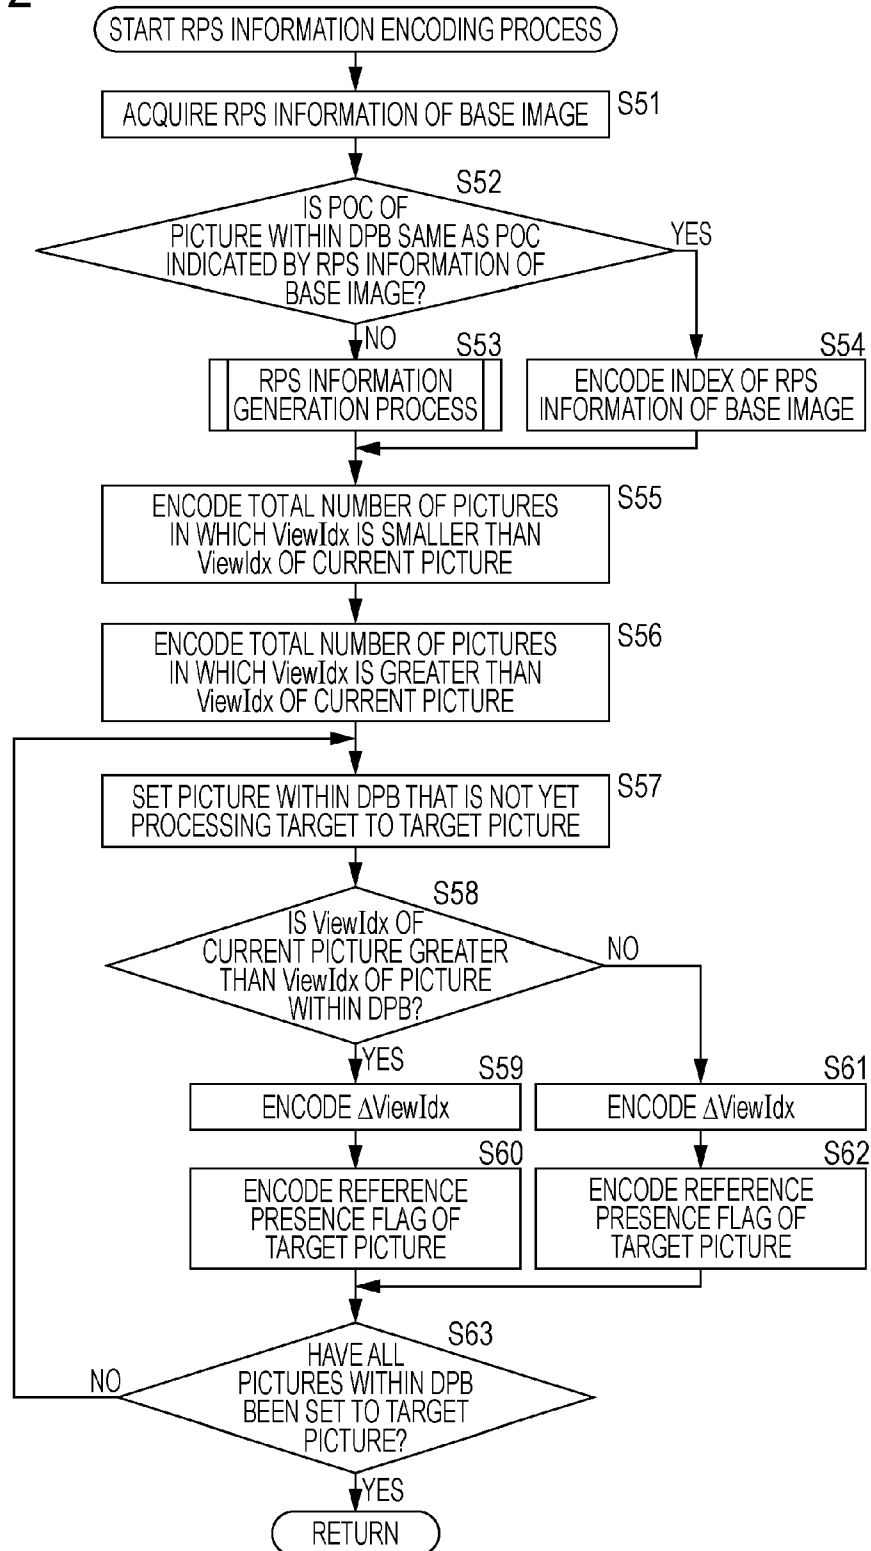 2
START RPS INFORMATION ENCODING PROCESS
ACQUIRE RPS INFORMATION OF BASE IMAGE
S51
S52
IS POC OF
PICTURE WITHIN DPB SAME AS POC
INDICATED BY RPS INFORMATION OF
BASE IMAGE?
YES
NO
S53
RPS INFORMATION
GENERATION PROCESS
S54
ENCODE INDEX OF RPS
INFORMATION OF BASE IMAGE
S55
ENCODE TOTAL NUMBER OF PICTURES
IN WHICH ViewIdx IS SMALLER THAN
ViewIdx OF CURRENT PICTURE
S56
ENCODE TOTAL NUMBER OF PICTURES
IN WHICH ViewIdx IS GREATER THAN
ViewIdx OF CURRENT PICTURE
S57
SET PICTURE WITHIN DPB THAT IS NOT YET
PROCESSING TARGET TO TARGET PICTURE
S58
IS ViewIdx OF
CURRENT PICTURE GREATER
THAN ViewIdx OF PICTURE
WITHIN DPB?
NO
YES
S59
ENCODE ΔViewIdx
S61
ENCODE ΔViewIdx
S60
ENCODE REFERENCE
PRESENCE FLAG OF
TARGET PICTURE
S62
ENCODE REFERENCE
PRESENCE FLAG OF
TARGET PICTURE
S63
HAVE ALL
PICTURES WITHIN DPB
BEEN SET TO TARGET
PICTURE?
NO
YES
RETURN